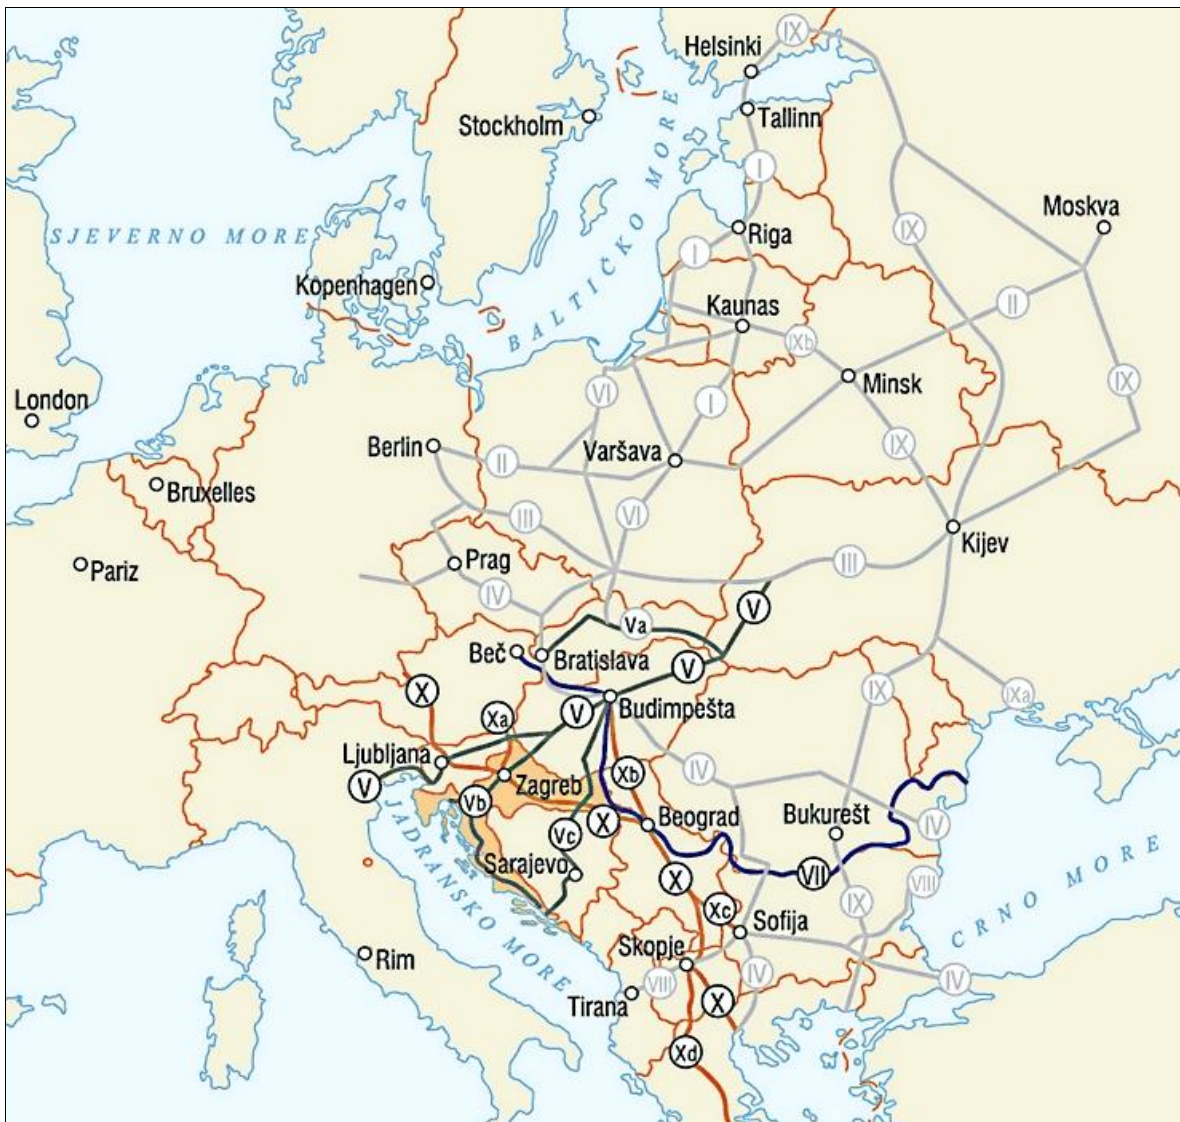 IX
Helsinki
Tallinn
Stockholm
I
Moskva
SJEVERNO MORE
Riga
IX
I
BALTIČKO MORE
Kopenhagen
Kaunas
II
IXb
Minsk
IX
VI
I
London
Berlin
II
Varšava
IX
Bruxelles
III
VI
Kijev
Pariz
Prag
III
IV
V
Va
Beč
Bratislava
V
IX
IXa
X
Xa
V
Budimpešta
Ljubljana
V
Zagreb
Xb
IV
Vb
JADRANSKO MORE
Vc
X
Beograd
Bukurešt
IV
Sarajevo
X
VII
VIII
Xc
IX
Sofija
CRNO MORE
Rim
Skopje
VIII
IV
IV
Tirana
X
Xd